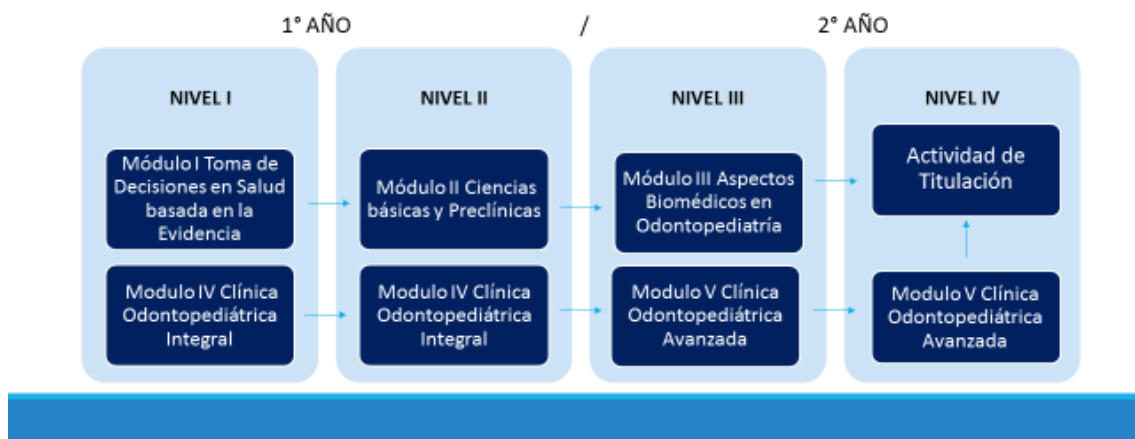 1° AÑO / 2° AÑO
NIVEL I
Módulo I Toma de
Decisiones en Salud
basada en la
Evidencia
Modulo IV Clínica
Odontopediátrica
Integral
NIVEL II
Módulo II Ciencias
básicas y Preclínicas
Modulo IV Clínica
Odontopediátrica
Integral
NIVEL III
Módulo III Aspectos
Biomédicos en
Odontopediatría
Modulo V Clínica
Odontopediátrica
Avanzada
NIVEL IV
Actividad de
Titulación
Modulo V Clínica
Odontopediátrica
Avanzada